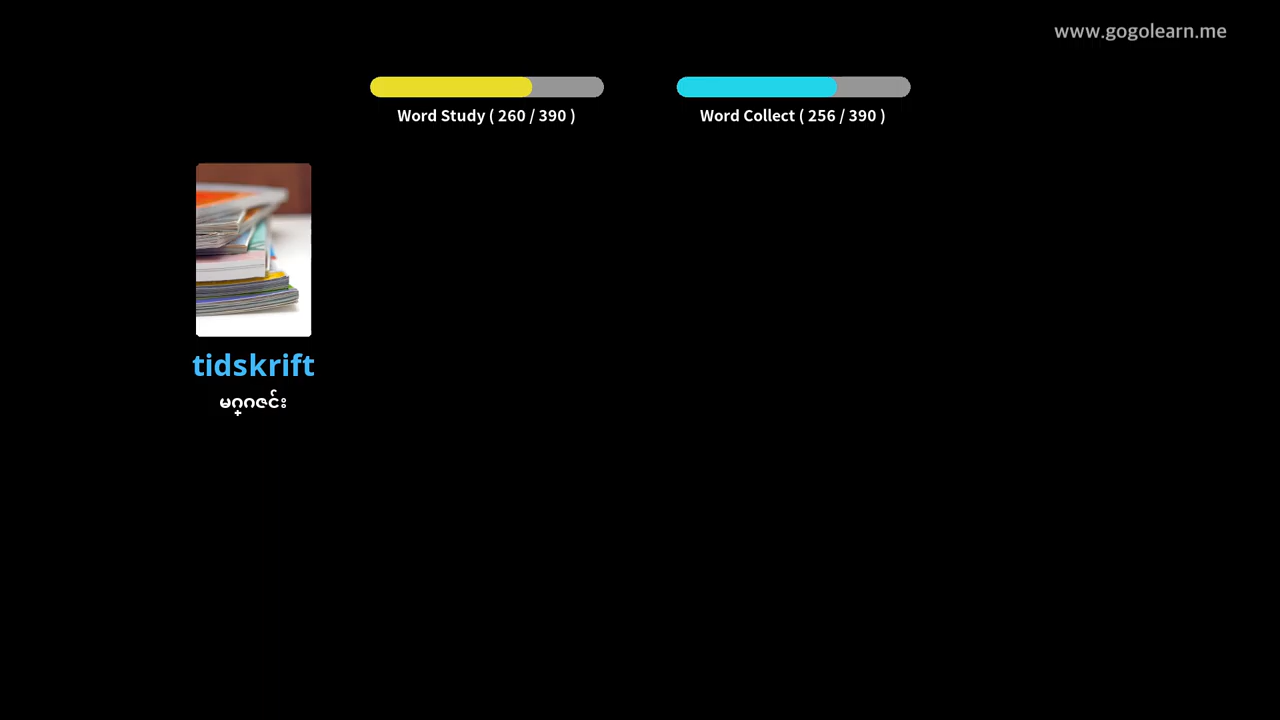 www.gogolearn.me
Word Study ( 260 / 390 )
Word Collect ( 256 / 390 )
tidskrift
မဂ္ဂဇင်း